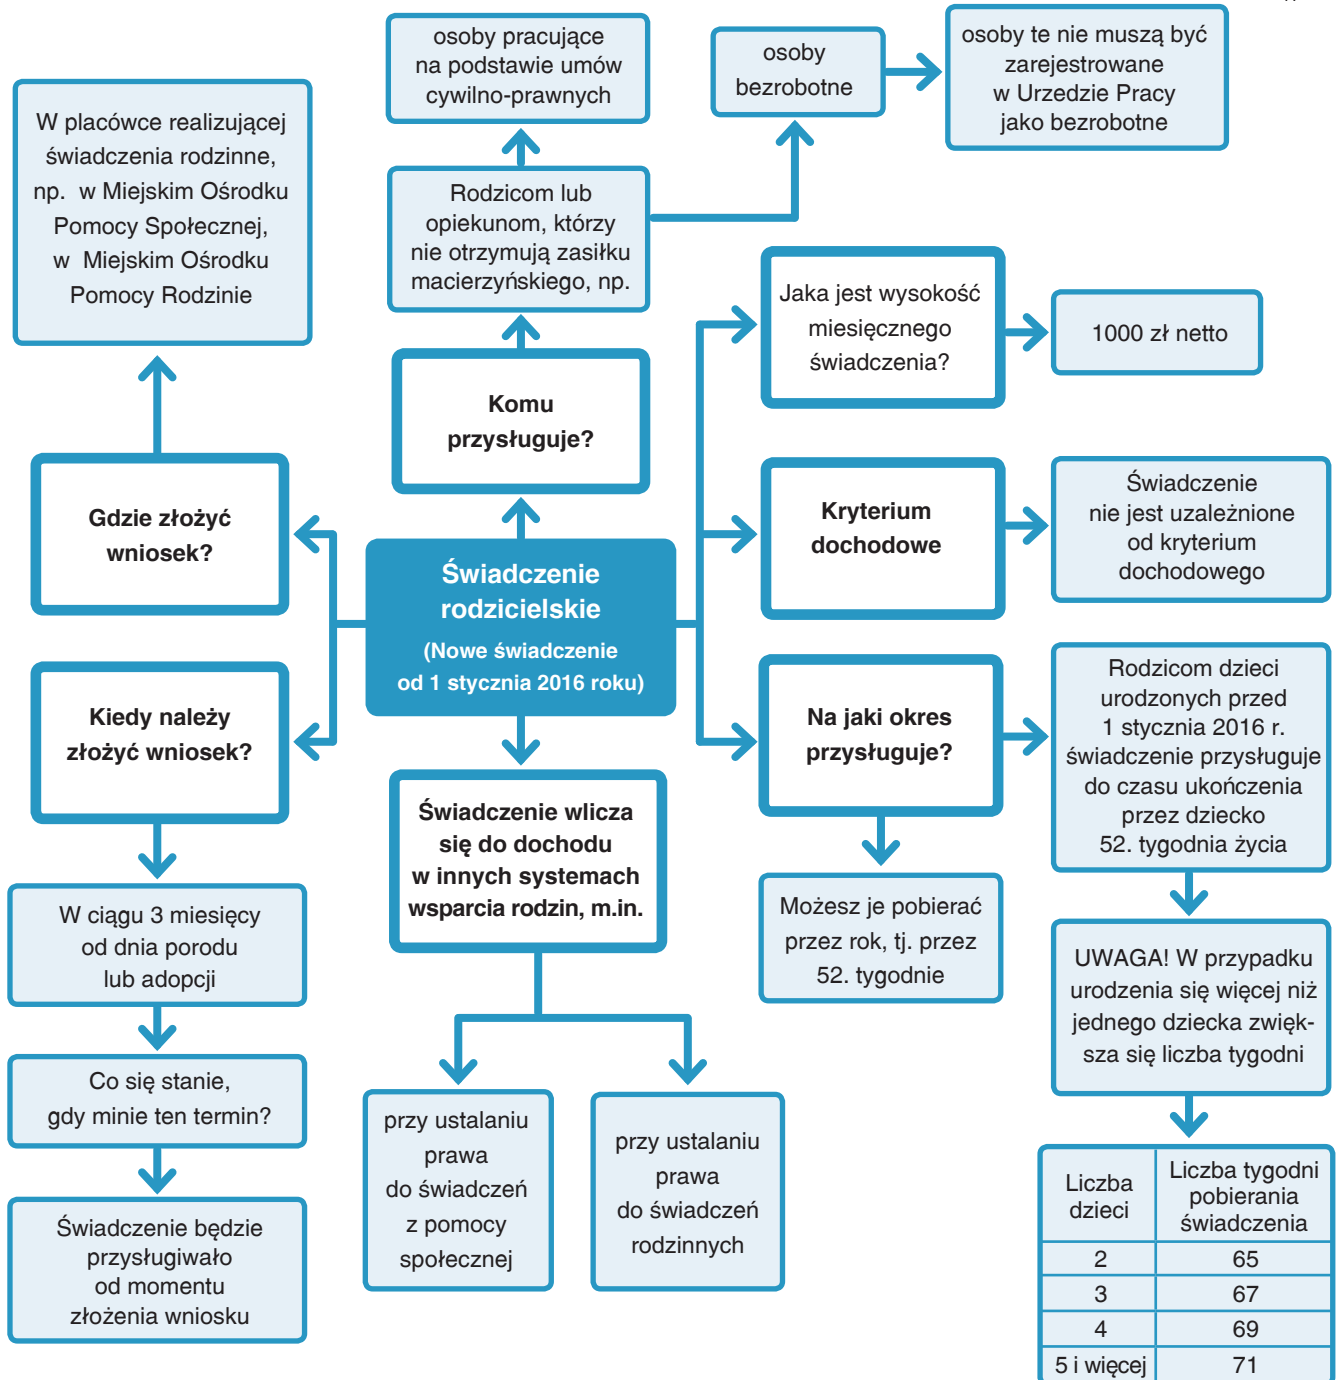 osoby pracujące
na podstawie umów
cywilno-prawnych
osoby
bezrobotne
osoby te nie muszą być
zarejestrowane
w Urzedzie Pracy
jako bezrobotne
W placówce realizującej
świadczenia rodzinne,
np. w Miejskim Ośrodku
Pomocy Społecznej,
w Miejskim Ośrodku
Pomocy Rodzinie
Rodzicom lub
opiekunom, którzy
nie otrzymują zasiłku
macierzyńskiego, np.
Jaka jest wysokość
miesięcznego
świadczenia?
1000 zł netto
Komu
przysługuje?
Gdzie złożyć
wniosek?
Kryterium
dochodowe
Świadczenie
nie jest uzależnione
od kryterium
dochodowego
Świadczenie
rodzicielskie
(Nowe świadczenie
od 1 stycznia 2016 roku)
Kiedy należy
złożyć wniosek?
Na jaki okres
przysługuje?
Rodzicom dzieci
urodzonych przed
1 stycznia 2016 r.
świadczenie przysługuje
do czasu ukończenia
przez dziecko
52. tygodnia życia
Świadczenie wlicza
się do dochodu
w innych systemach
wsparcia rodzin, m.in.
W ciągu 3 miesięcy
od dnia porodu
lub adopcji
Możesz je pobierać
przez rok, tj. przez
52. tygodnie
UWAGA! W przypadku
urodzenia się więcej niż
jednego dziecka zwięk-
sza się liczba tygodni
Co się stanie,
gdy minie ten termin?
przy ustalaniu
prawa
do świadczeń
z pomocy
społecznej
przy ustalaniu
prawa
do świadczeń
rodzinnych
Świadczenie będzie
przysługiwało
od momentu
złożenia wniosku
Liczba
dzieci
Liczba tygodni
pobierania
świadczenia
2 65
3 67
4 69
5 i więcej 71